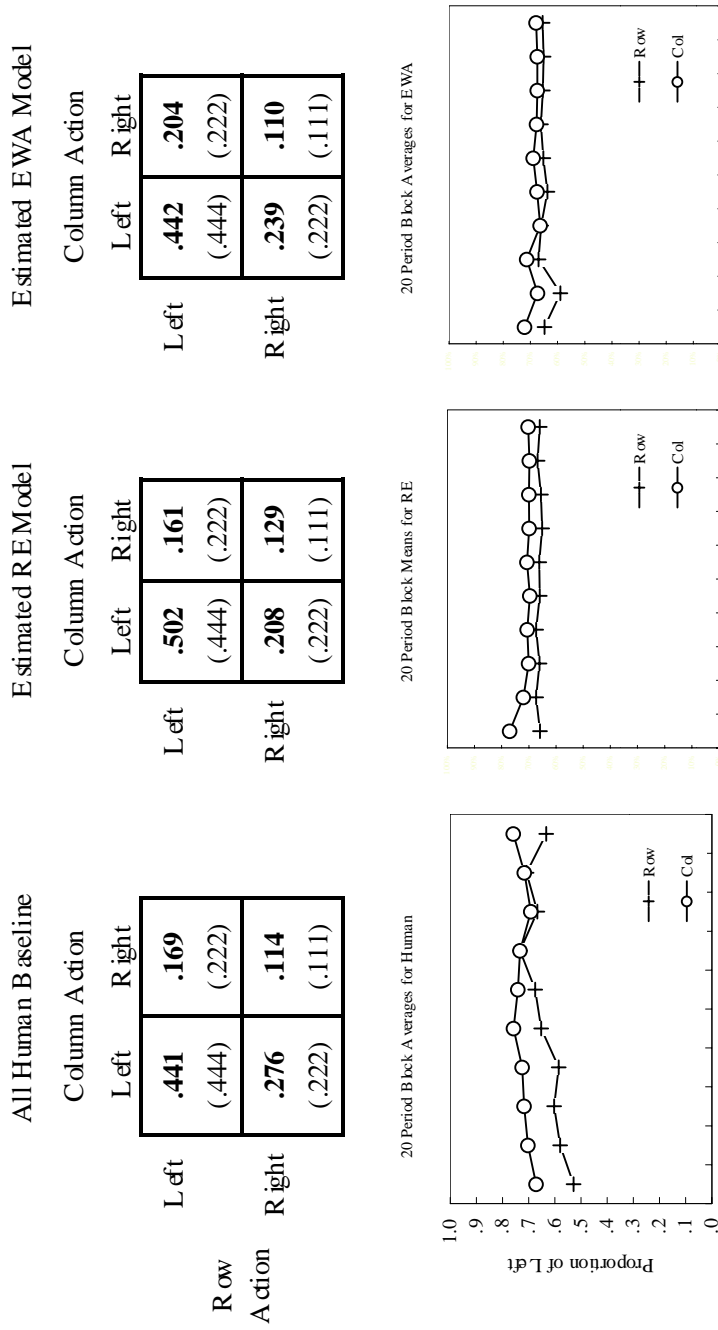 All Human Baseline
Column Action
Left Right
Row Action
Left .441 .169
(.444) (.222)
Right .276 .114
(.222) (.111)
Estimated RE Model
Column Action
Left Right
Left .502 .161
(.444) (.222)
Right .208 .129
(.222) (.111)
Estimated EWA Model
Column Action
Left Right
Left .442 .204
(.444) (.222)
Right .239 .110
(.222) (.111)
20 Period Block Averages for Human
Proportion of Left
1.0
.9
.8
.7
.6
.5
.4
.3
.2
.1
.0
Row
Col
20 Period Block Means for RE
Row
Col
20 Period Block Averages for EWA
Row
Col